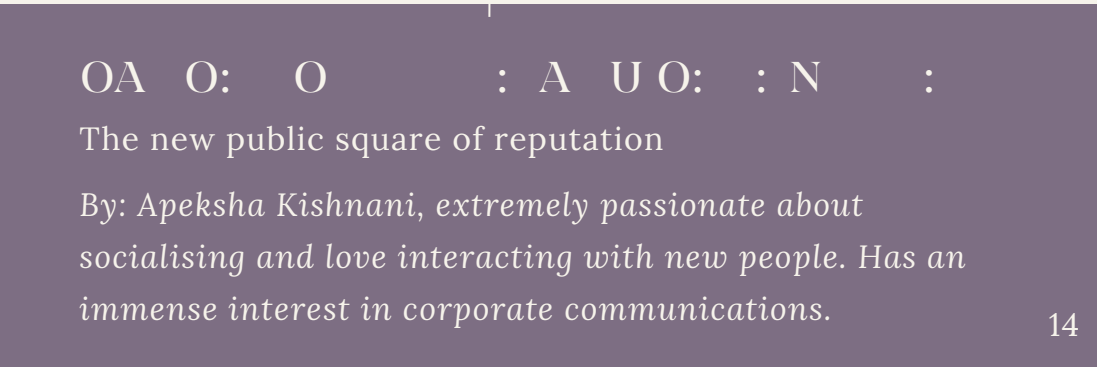 OA O: O : A U O: : N :
The new public square of reputation
By: Apeksha Kishnani, extremely passionate about
socialising and love interacting with new people. Has an
immense interest in corporate communications.
14